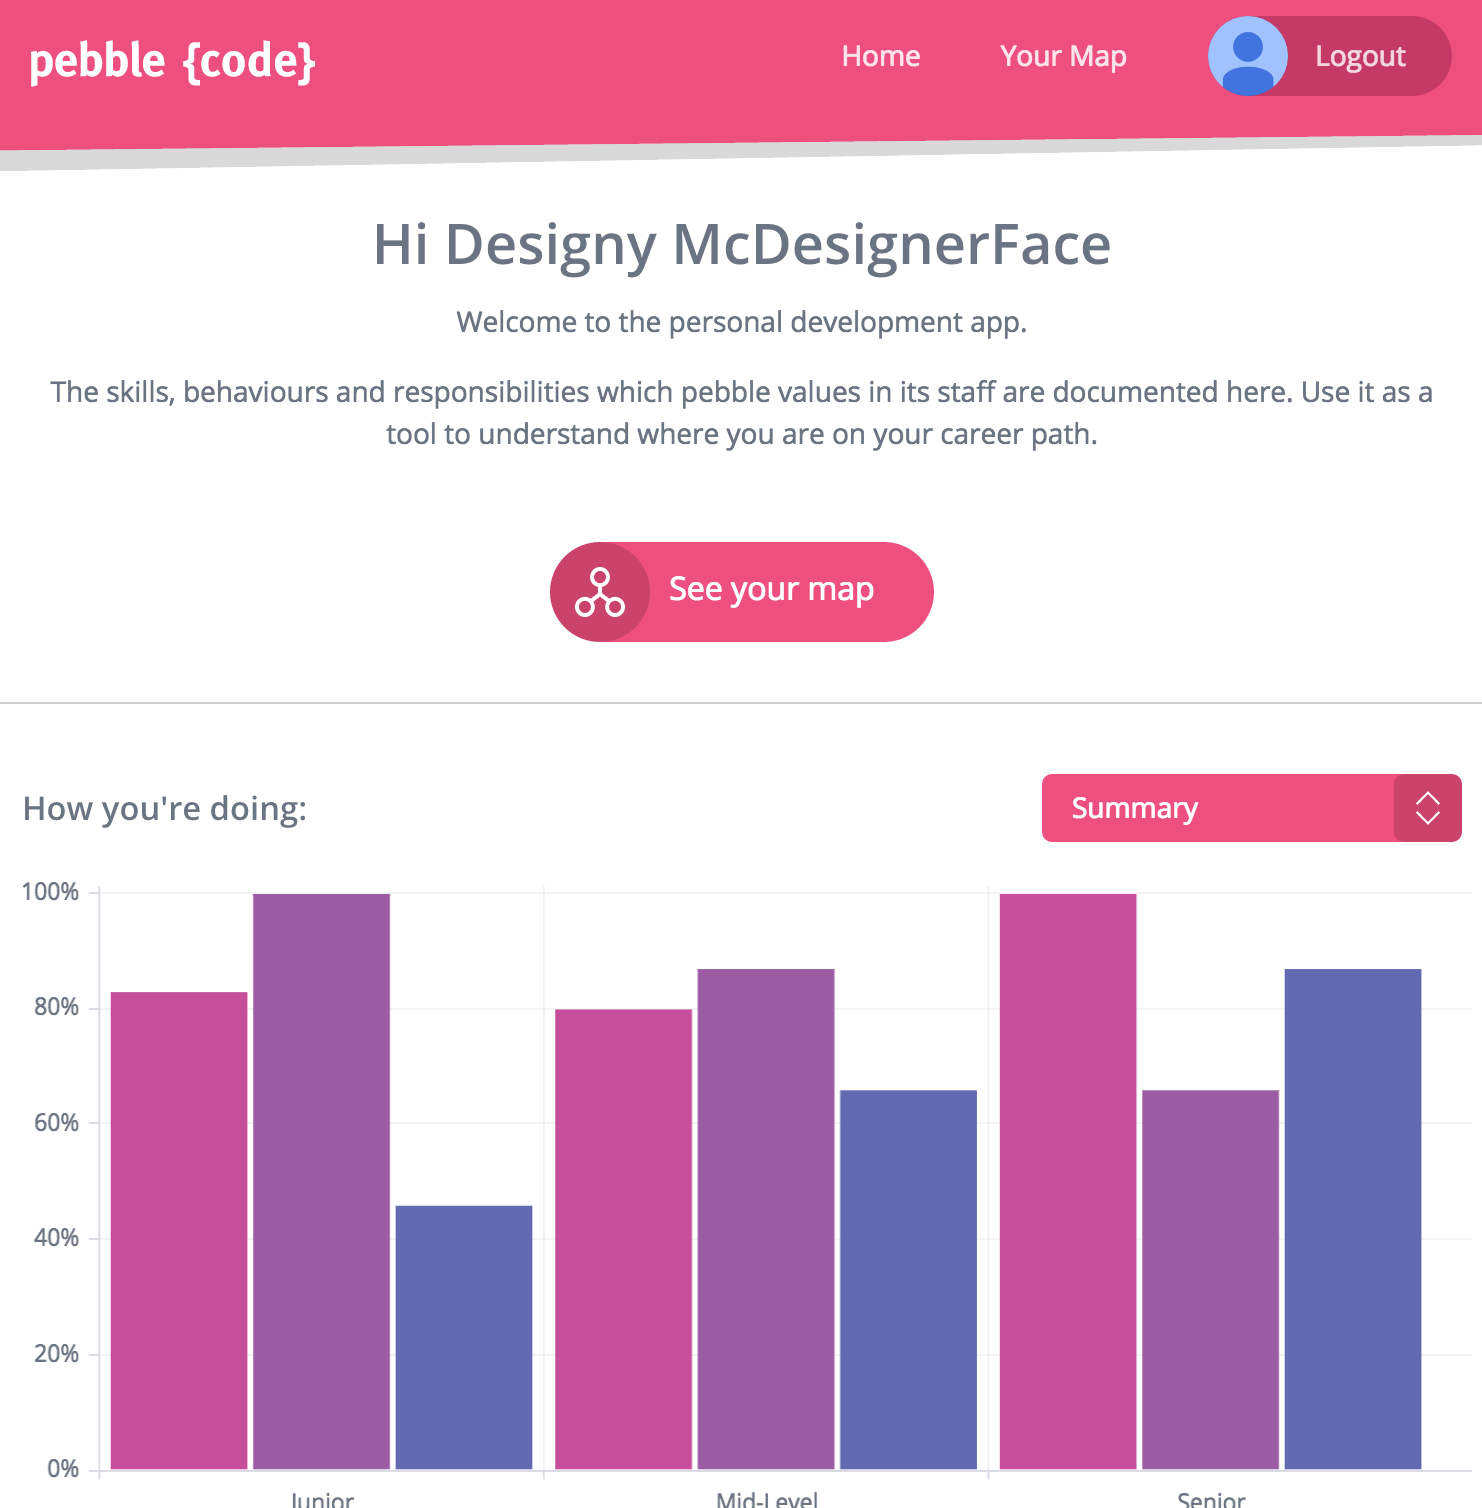 pebble {code}
Home
Your Map
Logout
Hi Designy McDesignerFace
Welcome to the personal development app.
The skills, behaviours and responsibilities which pebble values in its staff are documented here. Use it as a
tool to understand where you are on your career path.
See your map
How you're doing:
Summary
100%
80%
60%
40%
20%
0%
Junior
Mid-Level
Senior